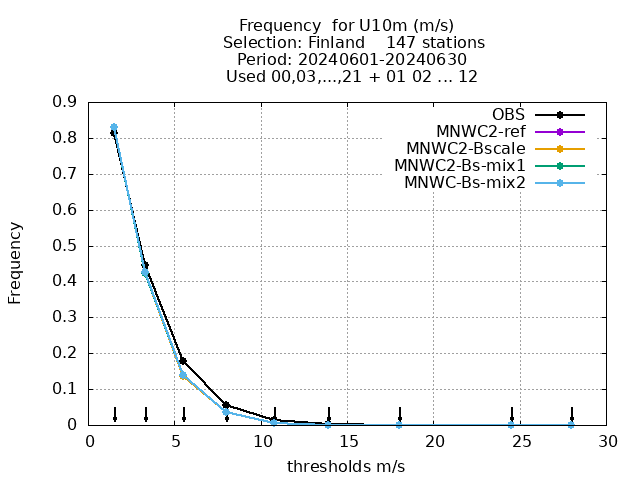 Frequency  for U10m (m/s)
Selection: Finland    147 stations
Period: 20240601-20240630
Used 00,03,...,21 + 01 02 ... 12
OBS
MNWC2-ref
MNWC2-Bscale
MNWC2-Bs-mix1
MNWC-Bs-mix2
Frequency
0.9
0.8
0.7
0.6
0.5
0.4
0.3
0.2
0.1
0
0 5 10 15 20 25 30
thresholds m/s